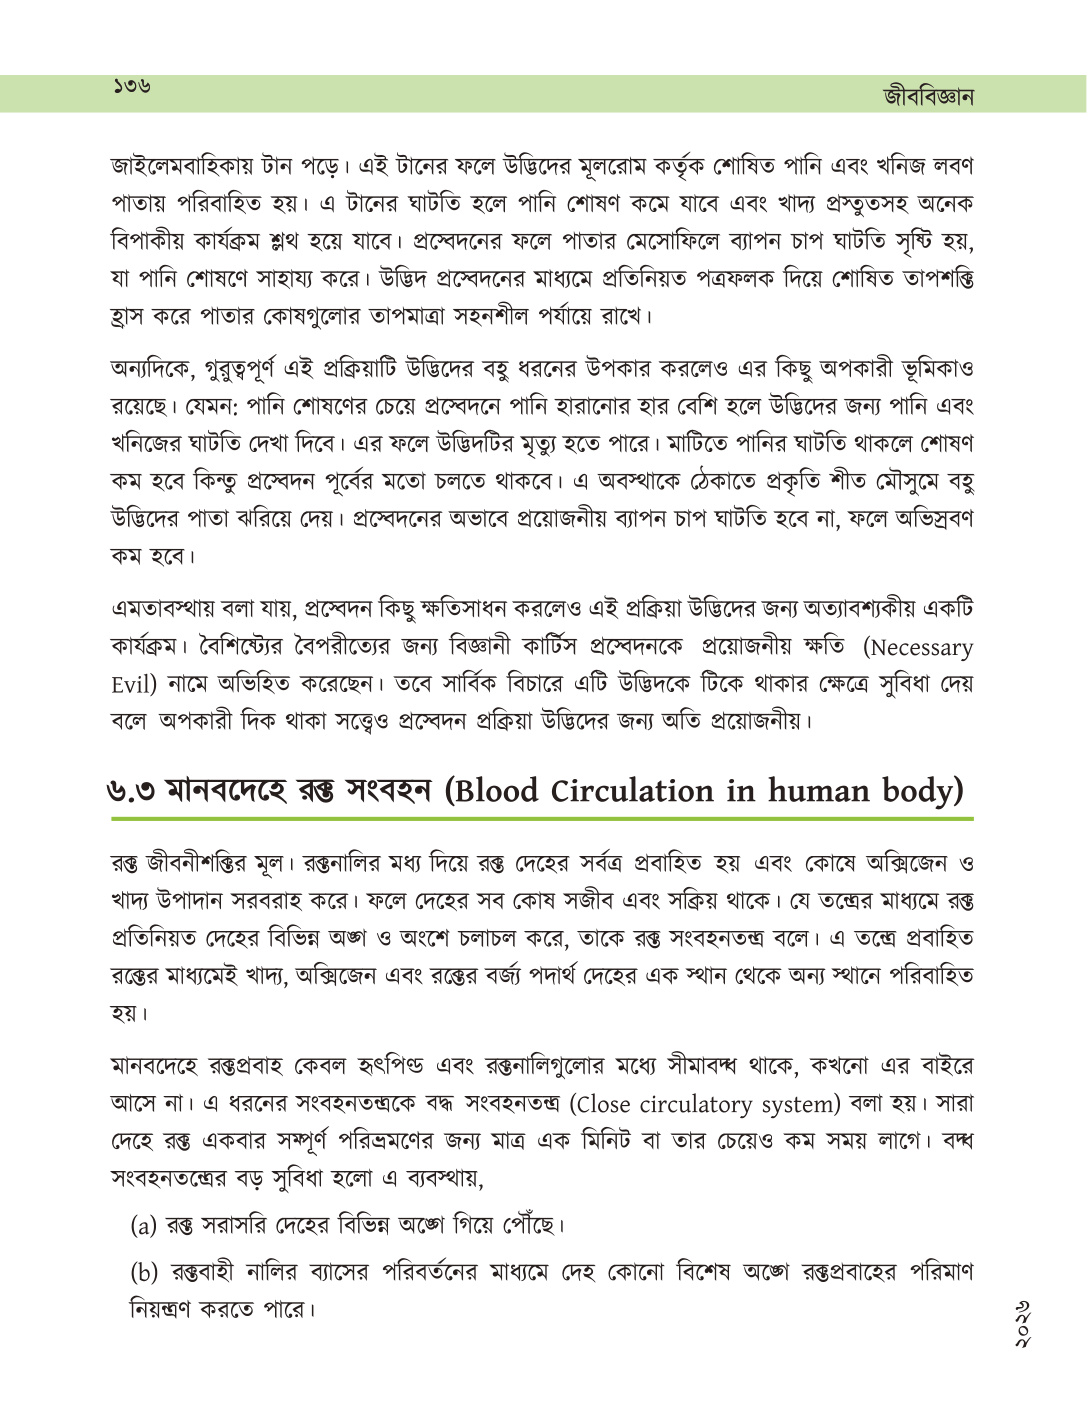 ১৩৬
জীববিজ্ঞান
জাইলেমবাহিকায় টান পড়ে। এই টানের ফলে উদ্ভিদের মূলরোম কর্তৃক শোষিত পানি এবং খনিজ লবণ
পাতায় পরিবাহিত হয়। এ টানের ঘাটতি হলে পানি শোষণ কমে যাবে এবং খাদ্য প্রস্তুতসহ অনেক
বিপাকীয় কার্যক্রম শ্লথ হয়ে যাবে। প্রস্বেদনের ফলে পাতার মেসোফিলে ব্যাপন চাপ ঘাটতি সৃষ্টি হয়,
যা পানি শোষণে সাহায্য করে। উদ্ভিদ প্রস্বেদনের মাধ্যমে প্রতিনিয়ত পত্রফলক দিয়ে শোষিত তাপশক্তি
হ্রাস করে পাতার কোষগুলোর তাপমাত্রা সহনশীল পর্যায়ে রাখে।
অন্যদিকে, গুরুত্বপূর্ণ এই প্রক্রিয়াটি উদ্ভিদের বহু ধরনের উপকার করলেও এর কিছু অপকারী ভূমিকাও
রয়েছে। যেমন: পানি শোষণের চেয়ে প্রস্বেদনে পানি হারানোর হার বেশি হলে উদ্ভিদের জন্য পানি এবং
খনিজের ঘাটতি দেখা দিবে। এর ফলে উদ্ভিদটির মৃত্যু হতে পারে। মাটিতে পানির ঘাটতি থাকলে শোষণ
কম হবে কিন্তু প্রস্বেদন পূর্বের মতো চলতে থাকবে। এ অবস্থাকে ঠেকাতে প্রকৃতি শীত মৌসুমে বহু
উদ্ভিদের পাতা ঝরিয়ে দেয়। প্রস্বেদনের অভাবে প্রয়োজনীয় ব্যাপন চাপ ঘাটতি হবে না, ফলে অভিস্রবণ
কম হবে।
এমতাবস্থায় বলা যায়, প্রস্বেদন কিছু ক্ষতিসাধন করলেও এই প্রক্রিয়া উদ্ভিদের জন্য অত্যাবশ্যকীয় একটি
কার্যক্রম। বৈশিষ্ট্যের বৈপরীত্যের জন্য বিজ্ঞানী কার্টিস প্রস্বেদনকে প্রয়োজনীয় ক্ষতি (Necessary
Evil) নামে অভিহিত করেছেন। তবে সার্বিক বিচারে এটি উদ্ভিদকে টিকে থাকার ক্ষেত্রে সুবিধা দেয়
বলে অপকারী দিক থাকা সত্ত্বেও প্রস্বেদন প্রক্রিয়া উদ্ভিদের জন্য অতি প্রয়োজনীয়।
৬.৩ মানবদেহে রক্ত সংবহন (Blood Circulation in human body)
রক্ত জীবনীশক্তির মূল। রক্তনালির মধ্য দিয়ে রক্ত দেহের সর্বত্র প্রবাহিত হয় এবং কোষে অক্সিজেন ও
খাদ্য উপাদান সরবরাহ করে। ফলে দেহের সব কোষ সজীব এবং সক্রিয় থাকে। যে তন্ত্রের মাধ্যমে রক্ত
প্রতিনিয়ত দেহের বিভিন্ন অঙ্গ ও অংশে চলাচল করে, তাকে রক্ত সংবহনতন্ত্র বলে। এ তন্ত্রে প্রবাহিত
রক্তের মাধ্যমেই খাদ্য, অক্সিজেন এবং রক্তের বর্জ্য পদার্থ দেহের এক স্থান থেকে অন্য স্থানে পরিবাহিত
হয়।
মানবদেহে রক্তপ্রবাহ কেবল হৃৎপিণ্ড এবং রক্তনালিগুলোর মধ্যে সীমাবদ্ধ থাকে, কখনো এর বাইরে
আসে না। এ ধরনের সংবহনতন্ত্রকে বদ্ধ সংবহনতন্ত্র (Close circulatory system) বলা হয়। সারা
দেহে রক্ত একবার সম্পূর্ণ পরিভ্রমণের জন্য মাত্র এক মিনিট বা তার চেয়েও কম সময় লাগে। বদ্ধ
সংবহনতন্ত্রের বড় সুবিধা হলো এ ব্যবস্থায়,
(a) রক্ত সরাসরি দেহের বিভিন্ন অঙ্গে গিয়ে পৌঁছে।
(b) রক্তবাহী নালির ব্যাসের পরিবর্তনের মাধ্যমে দেহ কোনো বিশেষ অঙ্গে রক্তপ্রবাহের পরিমাণ
নিয়ন্ত্রণ করতে পারে।
২০২৬